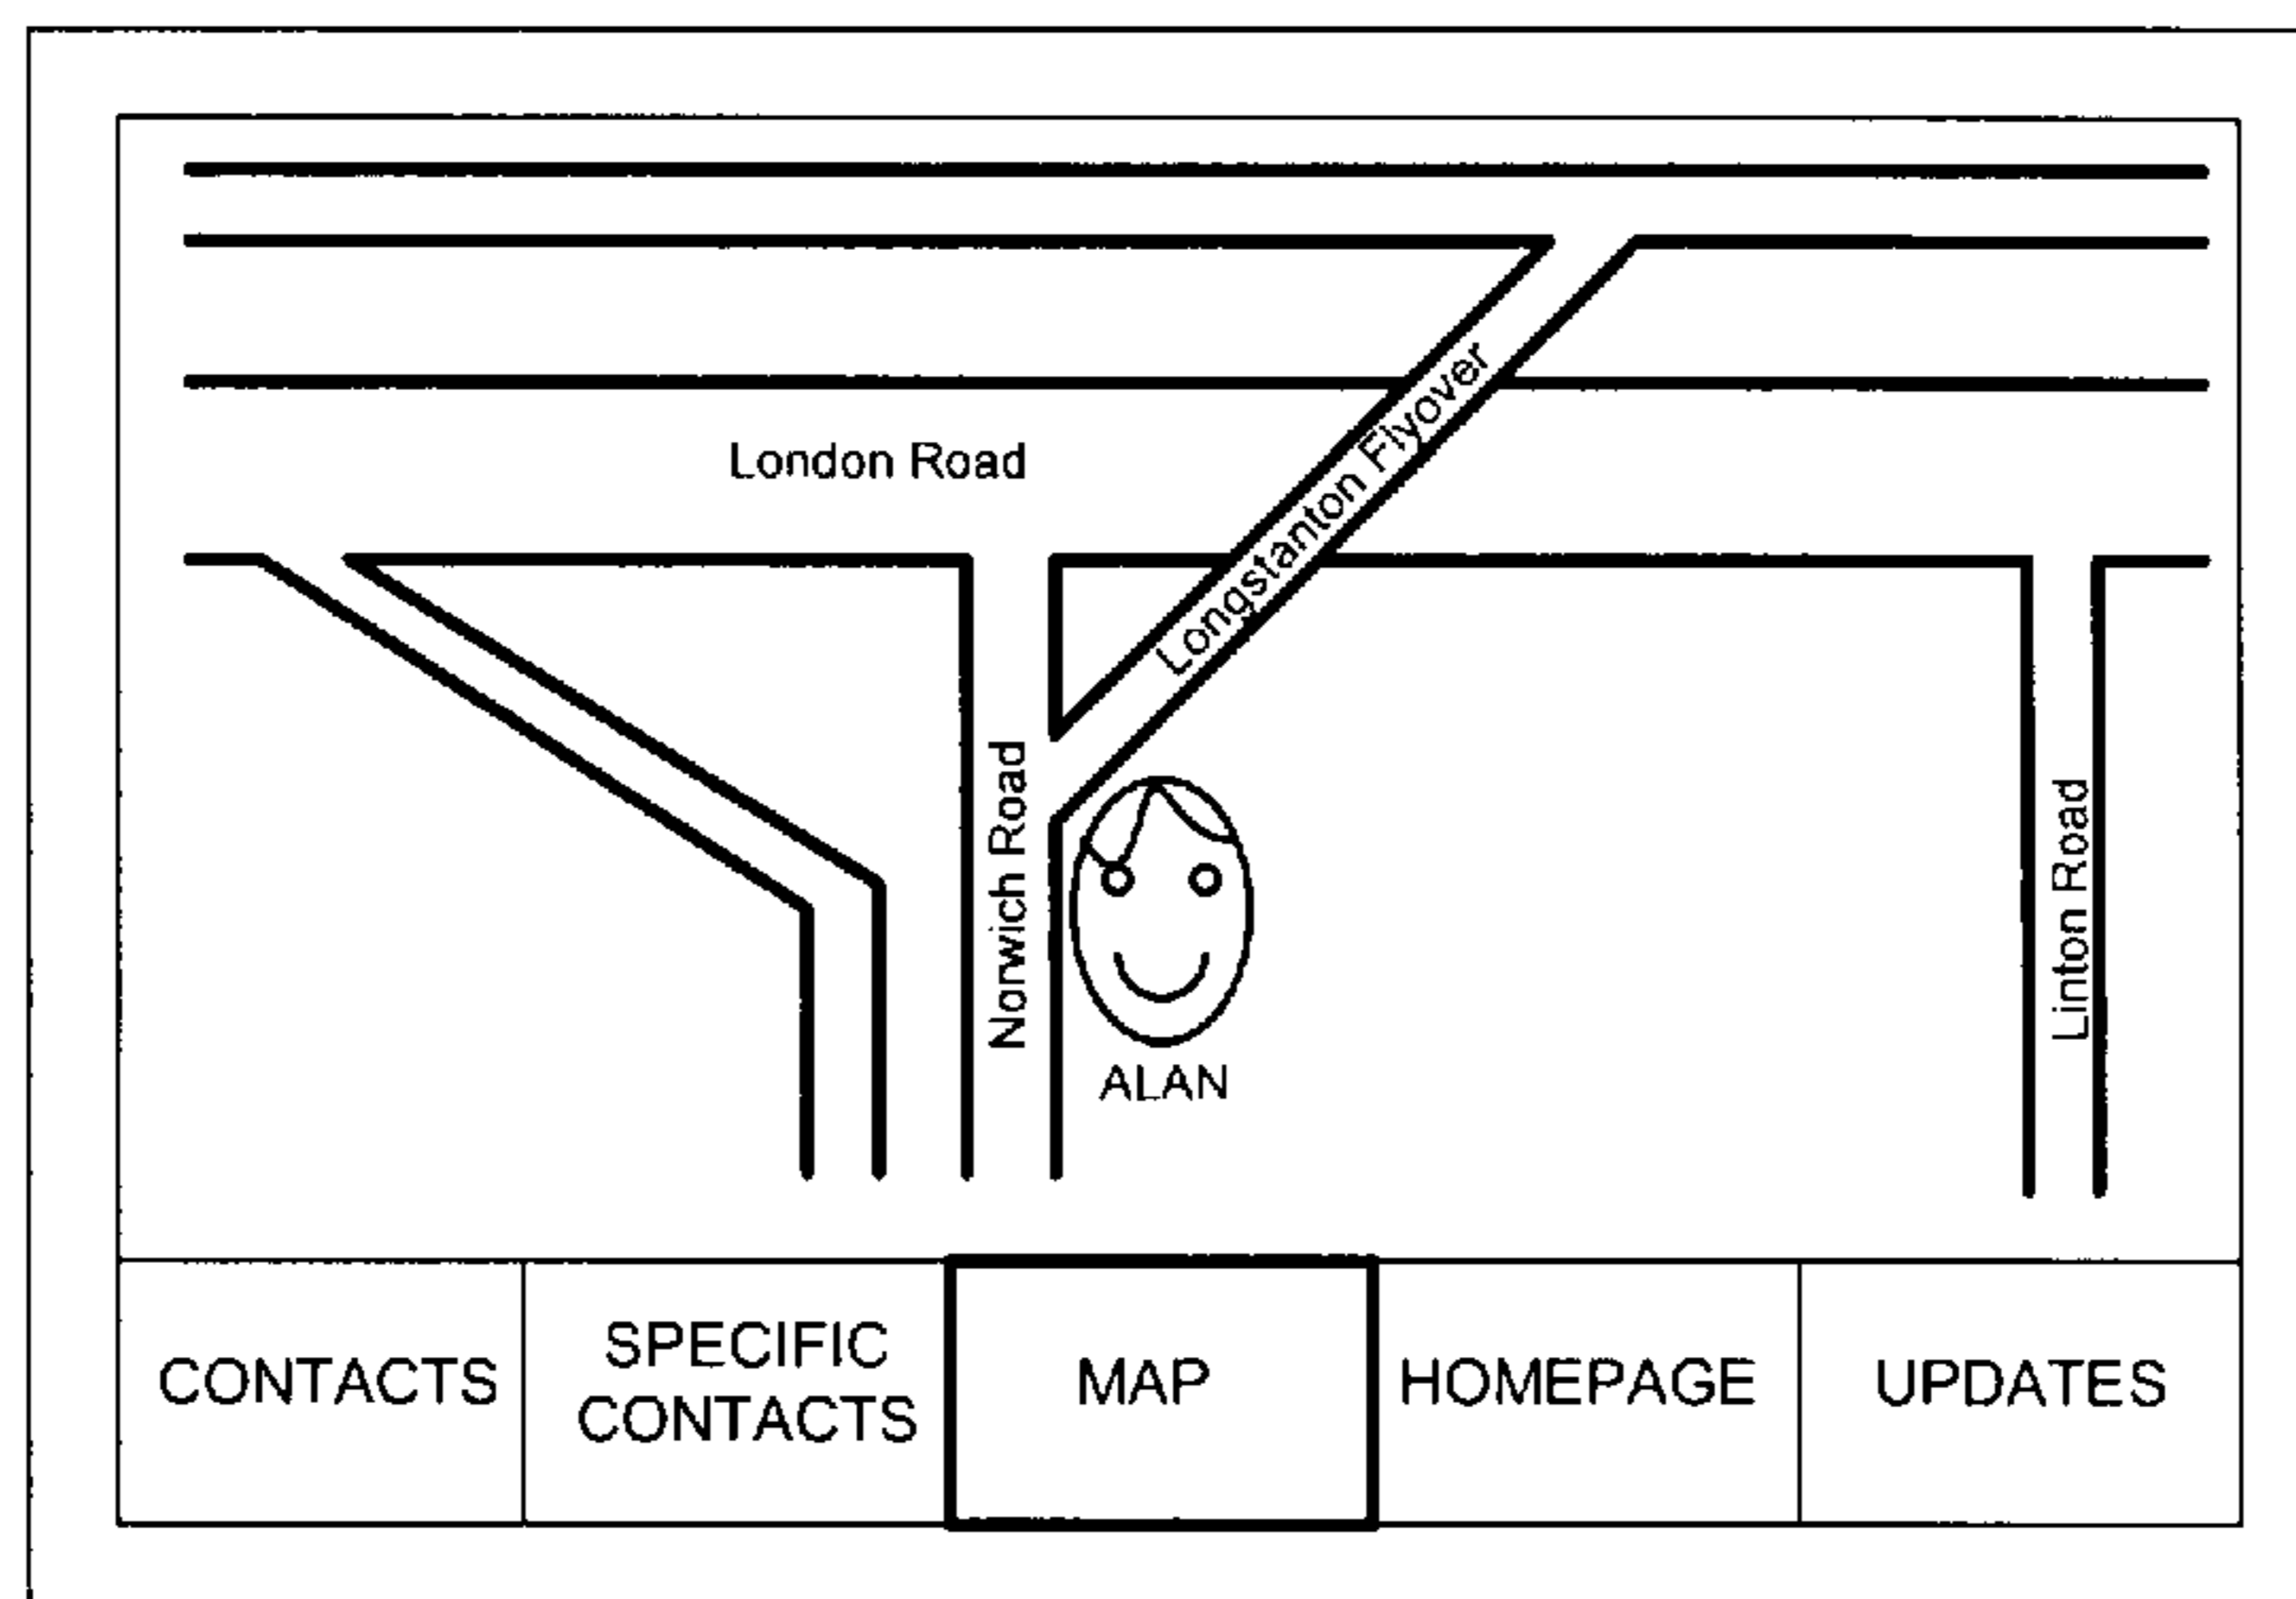 London Road
Longstanton Flyover
Norwich Road
Linton Road
ALAN
CONTACTS
SPECIFIC
CONTACTS
MAP
HOMEPAGE
UPDATES